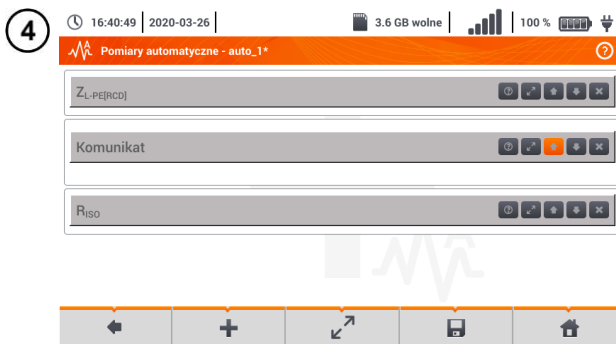 4
16:40:49 2020-03-26 3.6 GB wolne 100 %
Pomiary automatyczne - auto_1*
ZL-PE[RCD]
Komunikat
RISO